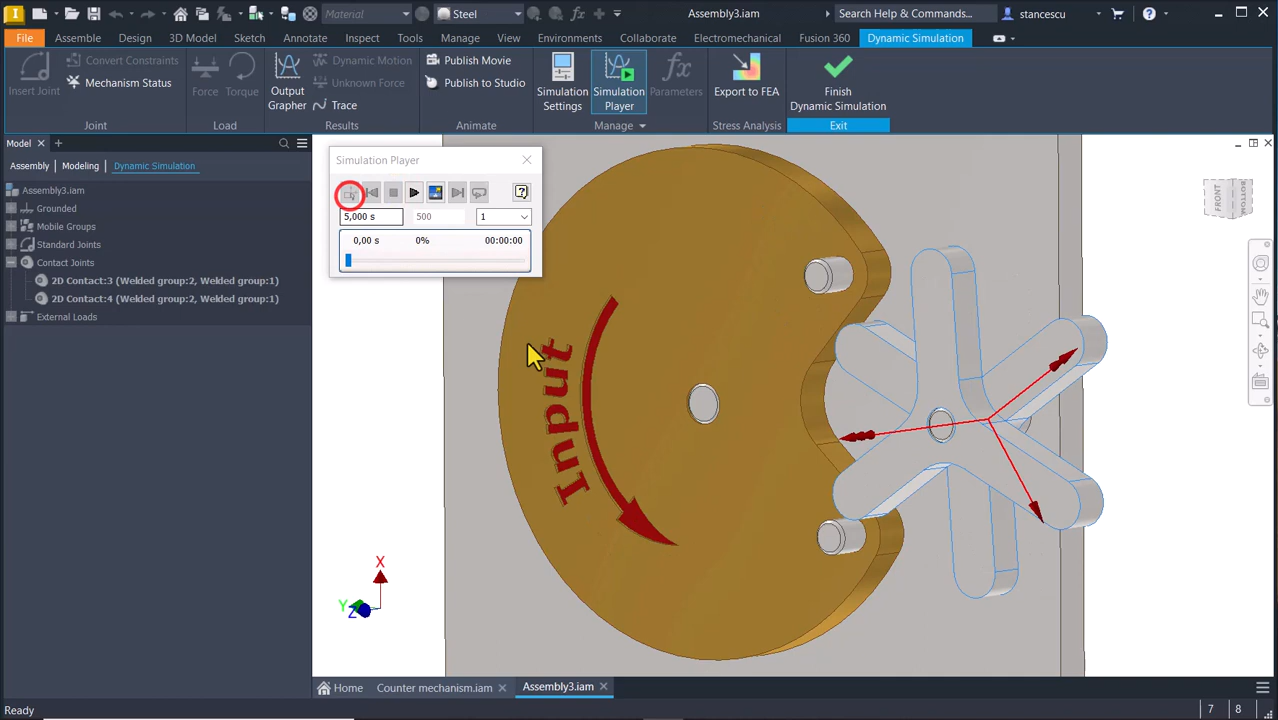 Material
Steel
Assembly3.iam
Search Help & Commands...
stancescu
File
Assemble
Design
3D Model
Sketch
Annotate
Inspect
Tools
Manage
View
Environments
Collaborate
Electromechanical
Fusion 360
Dynamic Simulation
Insert Joint
Convert Constraints
Mechanism Status
Joint
Force
Torque
Load
Output
Grapher
Dynamic Motion
Unknown Force
Trace
Results
Publish Movie
Publish to Studio
Animate
Simulation
Settings
Simulation
Player
Parameters
Manage
Export to FEA
Stress Analysis
Finish
Dynamic Simulation
Exit
Model
Assembly
Modeling
Dynamic Simulation
Assembly3.iam
Grounded
Mobile Groups
Standard Joints
Contact Joints
2D Contact:3 (Welded group:2, Welded group:1)
2D Contact:4 (Welded group:2, Welded group:1)
External Loads
Simulation Player
5,000 s
500
1
0,00 s
0%
00:00:00
Input
FRONT
BOTTOM
X
Y
Z
Home
Counter mechanism.iam
Assembly3.iam
Ready
7
8